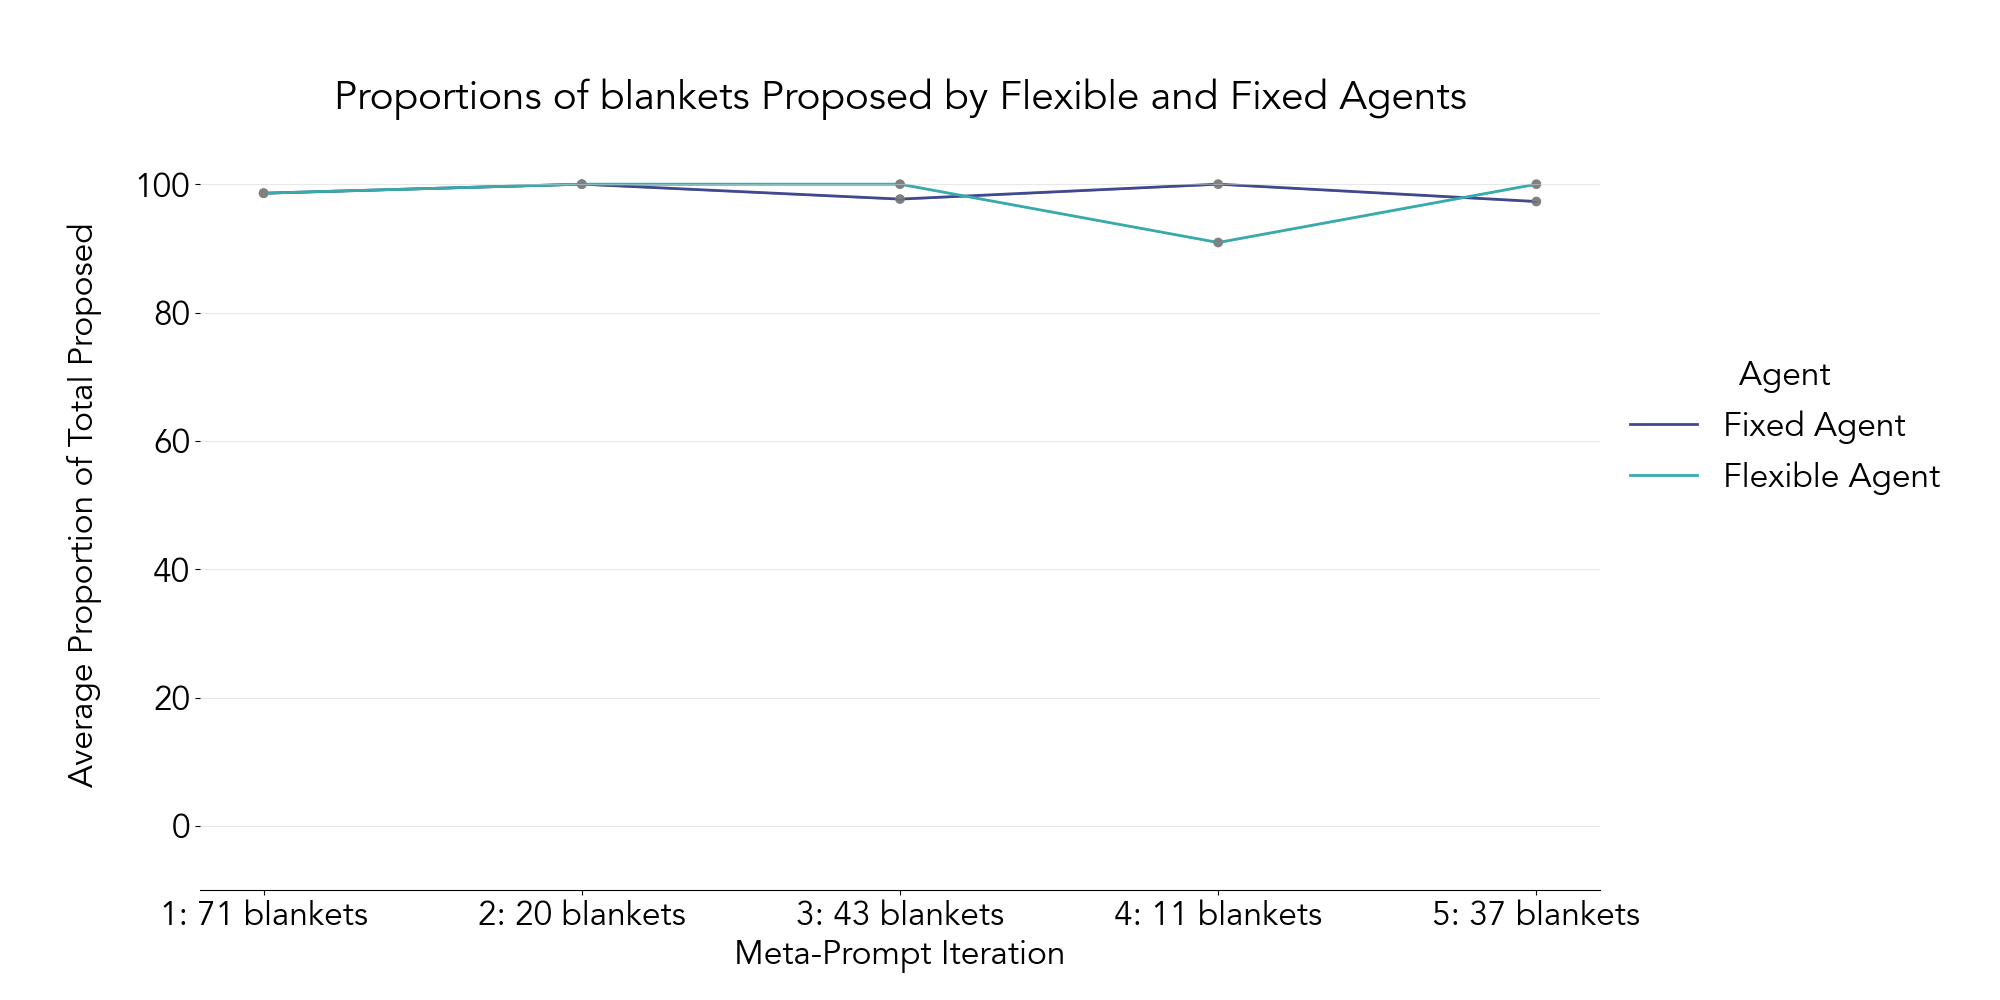 Proportions of blankets Proposed by Flexible and Fixed Agents
Average Proportion of Total Proposed
100
80
60
40
20
0
1: 71 blankets
2: 20 blankets
3: 43 blankets
4: 11 blankets
5: 37 blankets
Meta-Prompt Iteration
Agent
Fixed Agent
Flexible Agent